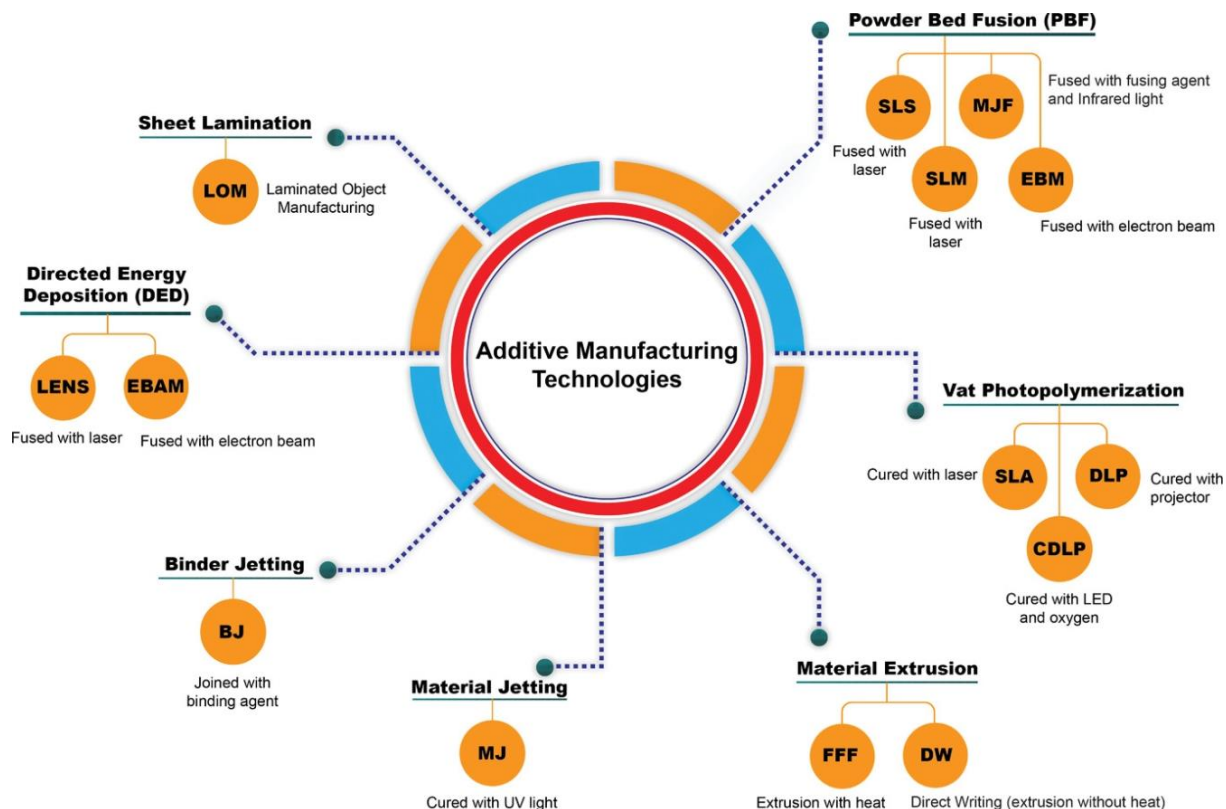 Additive Manufacturing
Technologies
Powder Bed Fusion (PBF)
SLS
Fused with
laser
SLM
Fused with
laser
MJF
Fused with fusing agent
and Infrared light
EBM
Fused with electron beam
Vat Photopolymerization
SLA
Cured with laser
CDLP
Cured with LED
and oxygen
DLP
Cured with
projector
Material Extrusion
FFF
Extrusion with heat
DW
Direct Writing (extrusion without heat)
Material Jetting
MJ
Cured with UV light
Binder Jetting
BJ
Joined with
binding agent
Directed Energy
Deposition (DED)
LENS
Fused with laser
EBAM
Fused with electron beam
Sheet Lamination
LOM
Laminated Object
Manufacturing